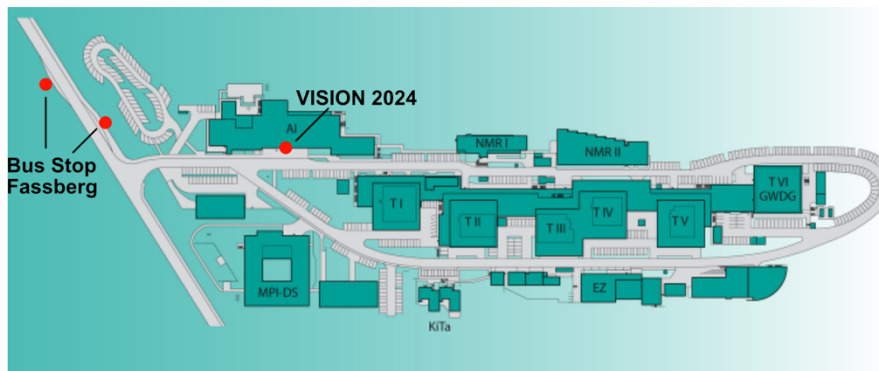 VISION 2024
AI
Bus Stop
Fassberg
NMR I
NMR II
T I
T II
T III
T IV
T V
T VI
GWDG
MPI-DS
EZ
KiTa